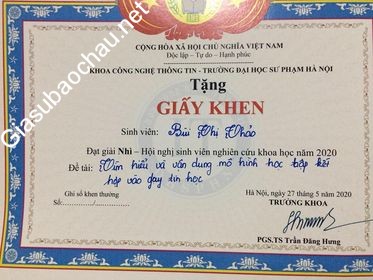 CỘNG HÒA XÃ HỘI CHỦ NGHĨA VIỆT NAM
Độc lập - Tự do - Hạnh phúc
KHOA CÔNG NGHỆ THÔNG TIN - TRƯỜNG ĐẠI HỌC SƯ PHẠM HÀ NỘI
Tặng
GIẤY KHEN
Sinh viên: Bùi Thị Thảo
Đạt giải Nhì – Hội nghị sinh viên nghiên cứu khoa học năm 2020
Đề tài: Tìm hiểu và vận dụng mô hình học tập kết
hợp vào dạy tin học
Ghi sổ khen thưởng
Số:............/............
Hà Nội, ngày 27 tháng 5 năm 2020
TRƯỞNG KHOA
PGS.TS Trần Đăng Hưng
Giasubaochau.net